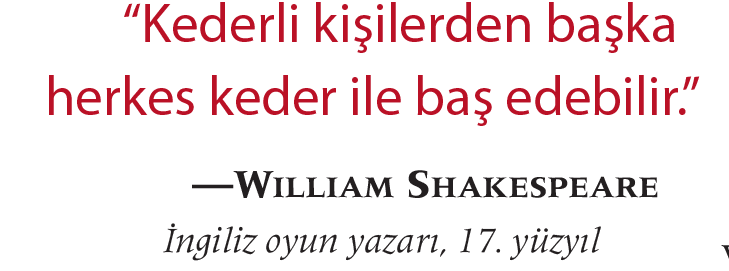 “Kederli kişilerden başka
herkes keder ile baş edebilir.”
—William Shakespeare
İngiliz oyun yazarı, 17. yüzyıl